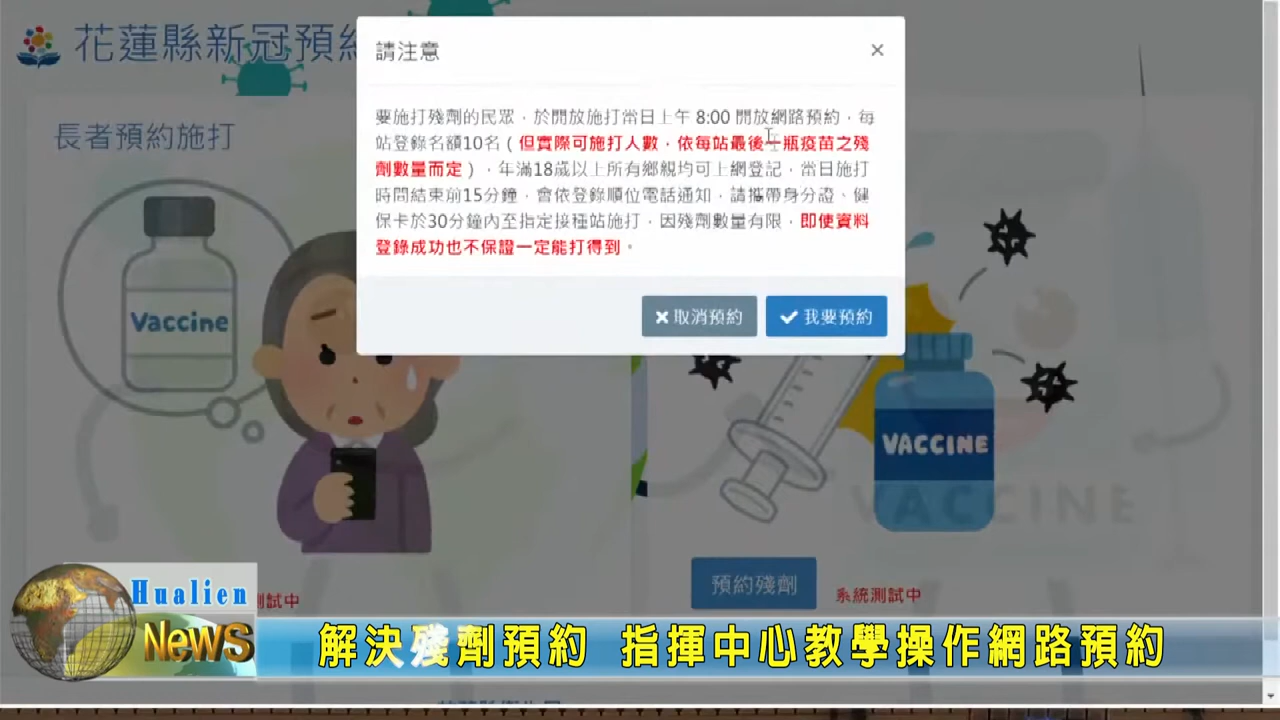 花蓮縣新冠預約
請注意
×
長者預約施打
要施打殘劑的民眾，於開放施打當日上午 8:00 開放網路預約，每
站登錄名額10名（但實際可施打人數，依每站最後一瓶疫苗之殘
劑數量而定），年滿18歲以上所有鄉親均可上網登記，當日施打
時間結束前15分鐘，會依登錄順位電話通知，請攜帶身分證、健
保卡於30分鐘內至指定接種站施打，因殘劑數量有限，即使資料
登錄成功也不保證一定能打得到。
取消預約
我要預約
Vaccine
VACCINE
VACCINE
預約殘劑
系統測試中
測試中
Hualien
News
解決殘劑預約 指揮中心教學操作網路預約